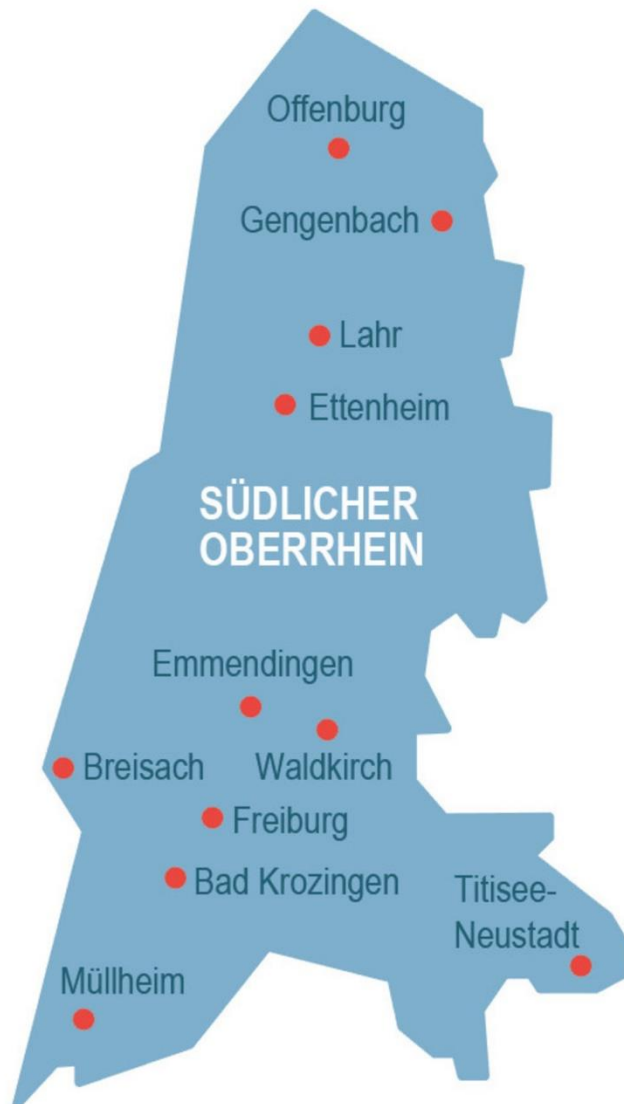 Offenburg
Gengenbach
Lahr
Ettenheim
SÜDLICHER
OBERRHEIN
Emmendingen
Waldkirch
Breisach
Freiburg
Bad Krozingen
Titisee-
Neustadt
Müllheim